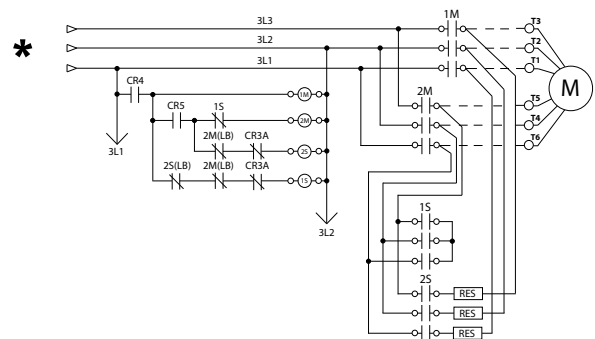 *
3L3
3L2
3L1
1M
T3
T2
T1
M
CR4
2M
T5
T4
T6
1M
CR5
1S
2M
2M(LB)
CR3A
2S
3L1
2S(LB)
2M(LB)
CR3A
1S
3L2
1S
2S
RES
RES
RES